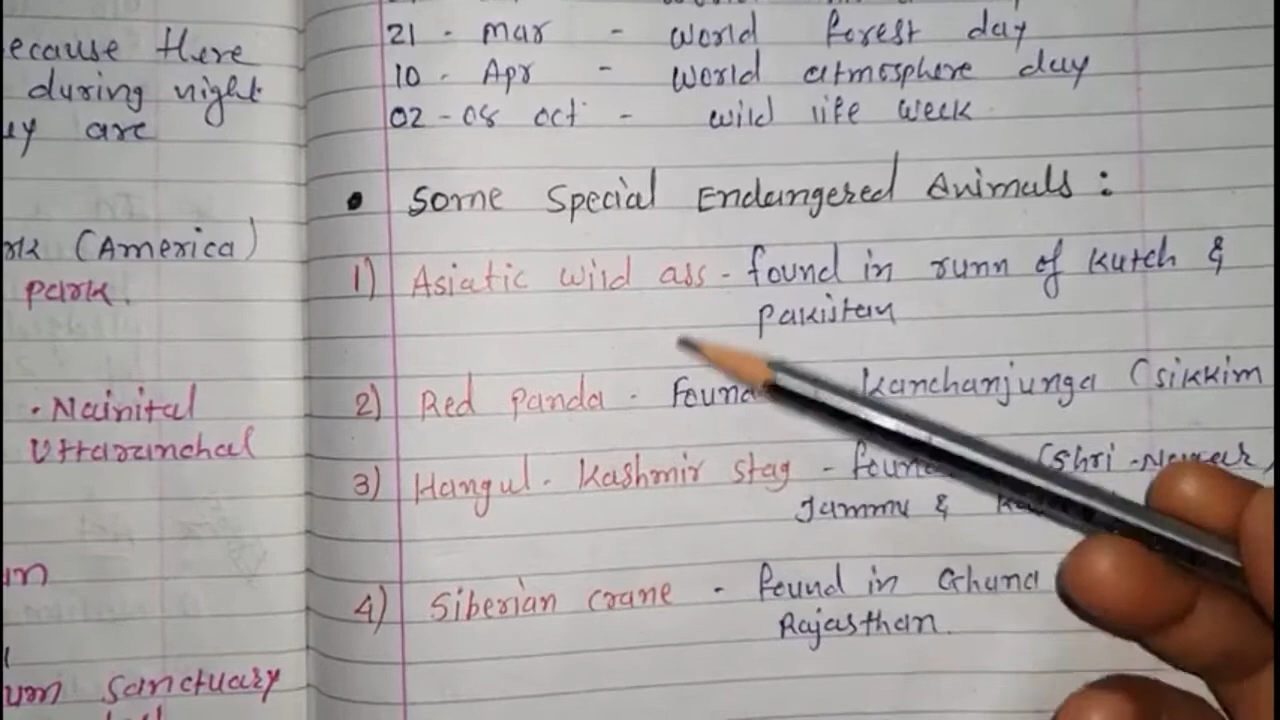 ecause there
during night
ey are
(America)
park.
. Nainital
Uttaranchal
Sanctuary
21 - mar - world forest day
10 - Apr - world atmosphere day
02 - 08 oct - wild life week
• Some Special Endangered Animals :
1) Asiatic wild ass - found in runn of kutch &
pakistan
2) Red panda - Found Kanchanjunga (sikkim
3) Hangul - Kashmir stag - found (shri - Nagar,
Jammu &
4) Siberian crane - found in Ghana
Rajasthan.